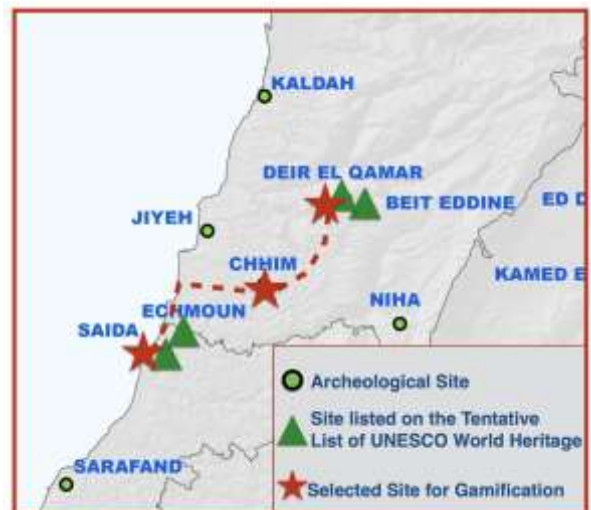 KALDAH
DEIR EL QAMAR
BEIT EDDINE
ED D
JIYEH
CHHIM
KAMED E
ECHMOUN
NIHA
SAIDA
SARAFAND
Archeological Site
Site listed on the Tentative
List of UNESCO World Heritage
Selected Site for Gamification